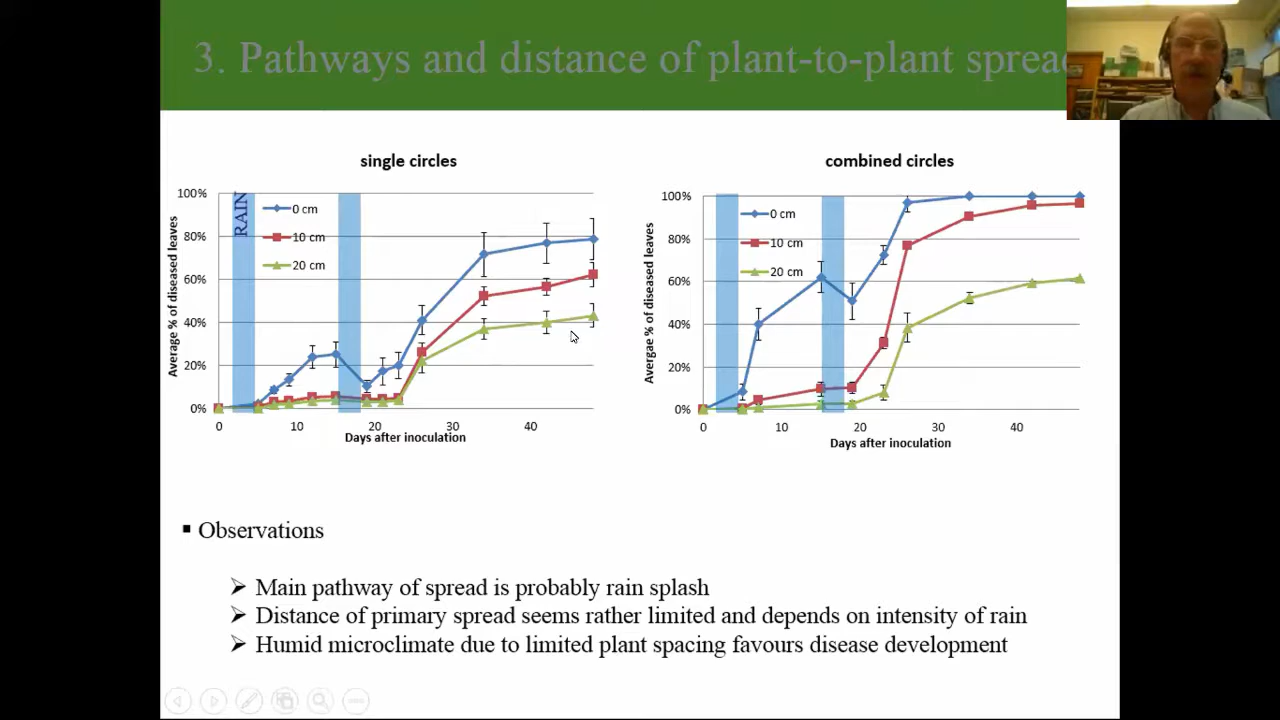 3. Pathways and distance of plant-to-plant sprea
single circles
Average % of diseased leaves
100%
80%
60%
40%
20%
0%
RAIN
0 cm
10 cm
20 cm
0
10
20
30
40
Days after inoculation
combined circles
Avergae % of diseased leaves
100%
80%
60%
40%
20%
0%
0 cm
10 cm
20 cm
0
10
20
30
40
Days after inoculation
▪ Observations
➢ Main pathway of spread is probably rain splash
➢ Distance of primary spread seems rather limited and depends on intensity of rain
➢ Humid microclimate due to limited plant spacing favours disease development